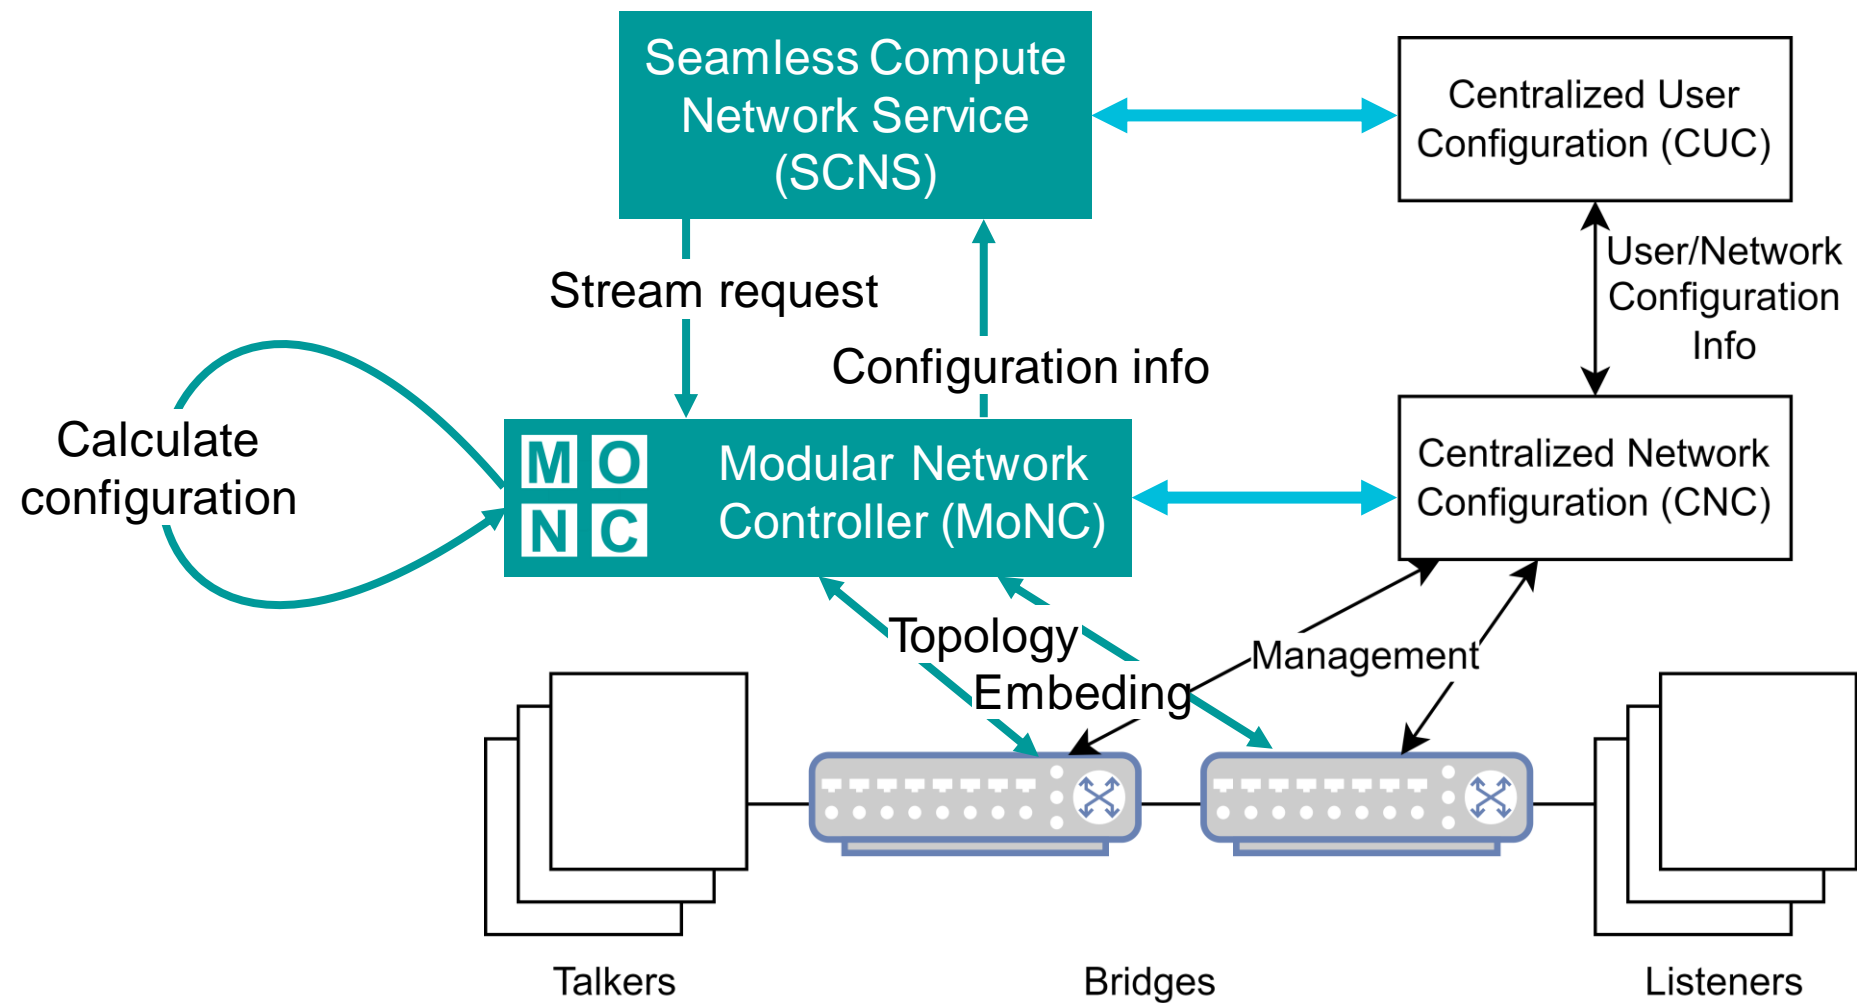 Seamless Compute
Network Service
(SCNS)
Centralized User
Configuration (CUC)
User/Network
Configuration
Info
Stream request
Configuration info
Calculate
configuration
M O
N C
Modular Network
Controller (MoNC)
Centralized Network
Configuration (CNC)
Topology
Embeding
Management
Talkers
Bridges
Listeners